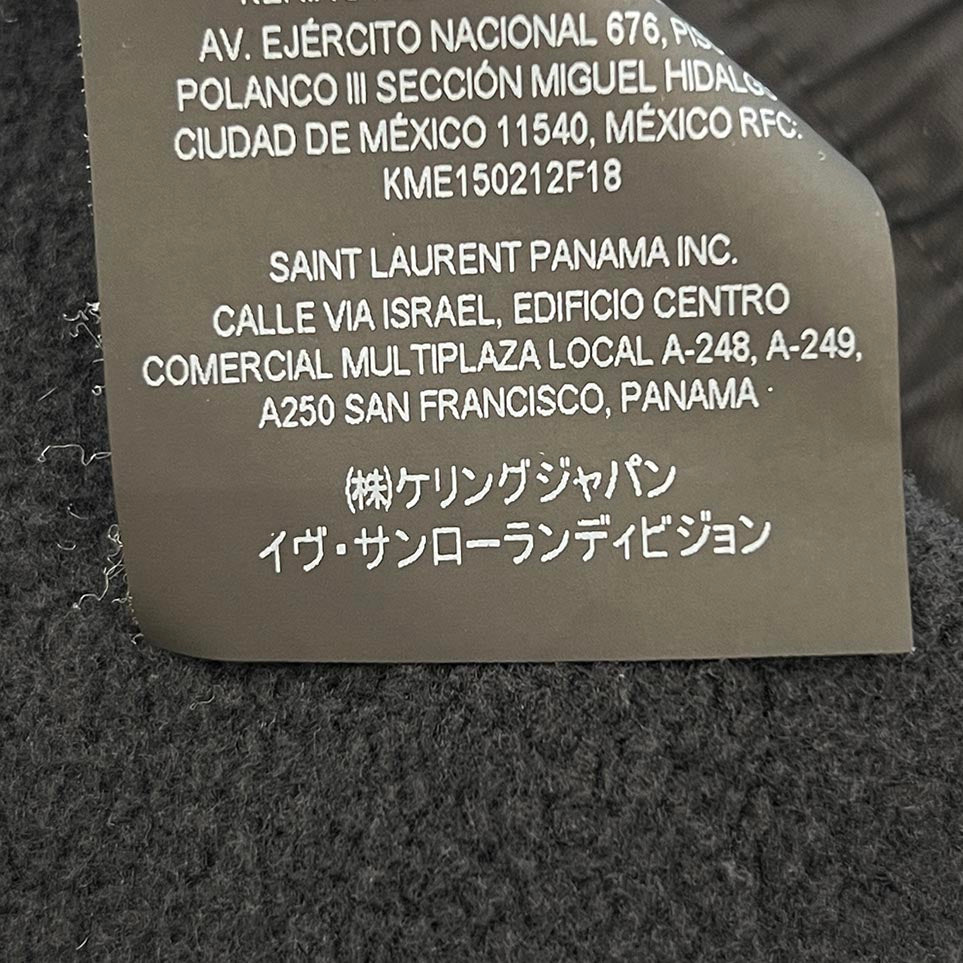 AV. EJÉRCITO NACIONAL 676,
POLANCO III SECCIÓN MIGUEL HIDALGO
CIUDAD DE MÉXICO 11540, MÉXICO RFC:
KME150212F18
SAINT LAURENT PANAMA INC.
CALLE VIA ISRAEL, EDIFICIO CENTRO
COMERCIAL MULTIPLAZA LOCAL A-248, A-249,
A250 SAN FRANCISCO, PANAMA
(株)ケリングジャパン
イヴ・サンローランディビジョン